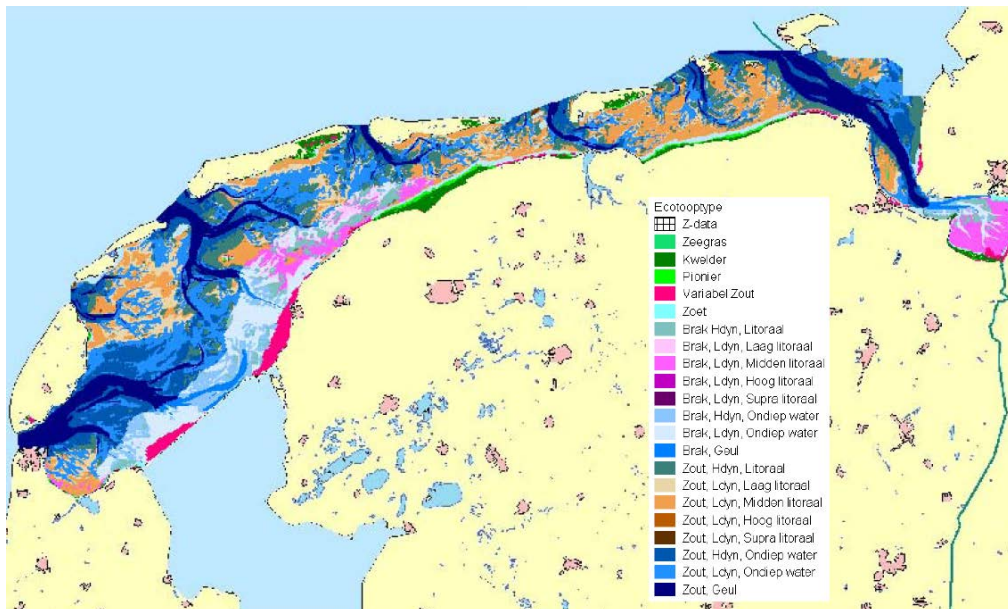 Ecotooptype
Z-data
Zeegras
Kwelder
Pionier
Variabel Zout
Zoet
Brak Hdyn, Litoraal
Brak, Ldyn, Laag litoraal
Brak, Ldyn, Midden litoraal
Brak, Ldyn, Hoog litoraal
Brak, Ldyn, Supra litoraal
Brak, Hdyn, Ondiep water
Brak, Ldyn, Ondiep water
Brak, Geul
Zout, Hdyn, Litoraal
Zout, Ldyn, Laag litoraal
Zout, Ldyn, Midden litoraal
Zout, Ldyn, Hoog litoraal
Zout, Ldyn, Supra litoraal
Zout, Hdyn, Ondiep water
Zout, Ldyn, Ondiep water
Zout, Geul